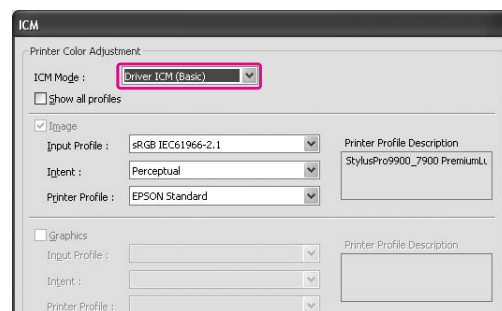 ICM
Printer Color Adjustment
ICM Mode :
Driver ICM (Basic)
Show all profiles
Image
Input Profile :
sRGB IEC61966-2.1
Printer Profile Description
StylusPro9900_7900 PremiumLu
Intent :
Perceptual
Printer Profile :
EPSON Standard
Graphics
Input Profile :
Printer Profile Description
Intent :
Printer Profile :